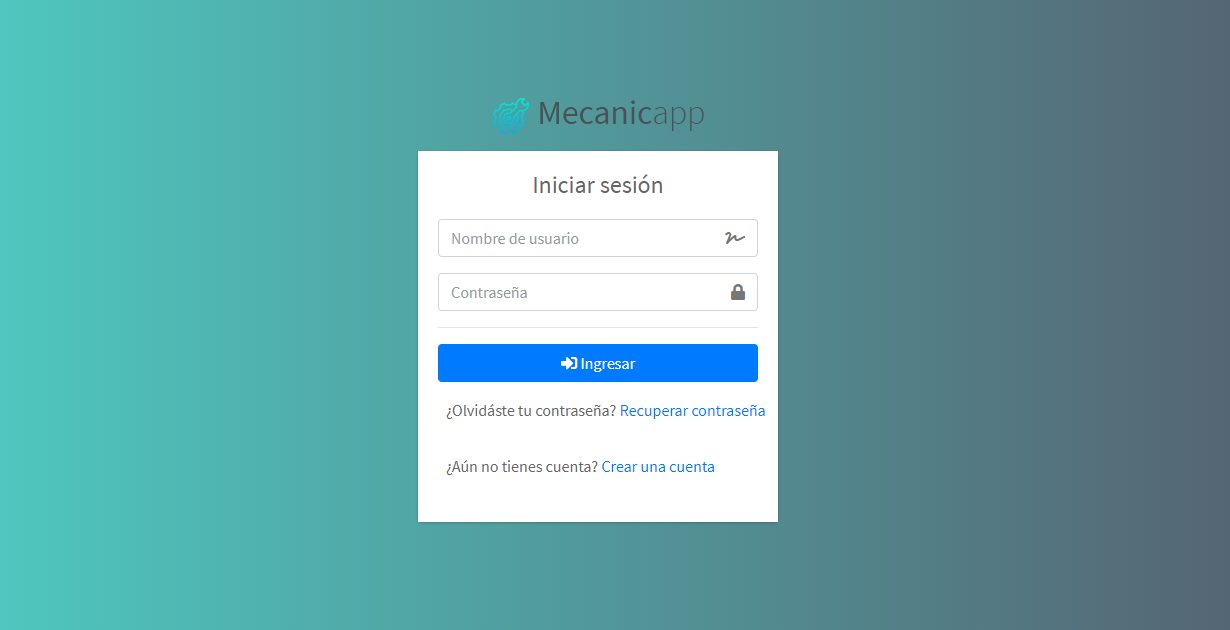 Mecanicapp
Iniciar sesión
Nombre de usuario
Contraseña
Ingresar
¿Olvidáste tu contraseña? Recuperar contraseña
¿Aún no tienes cuenta? Crear una cuenta